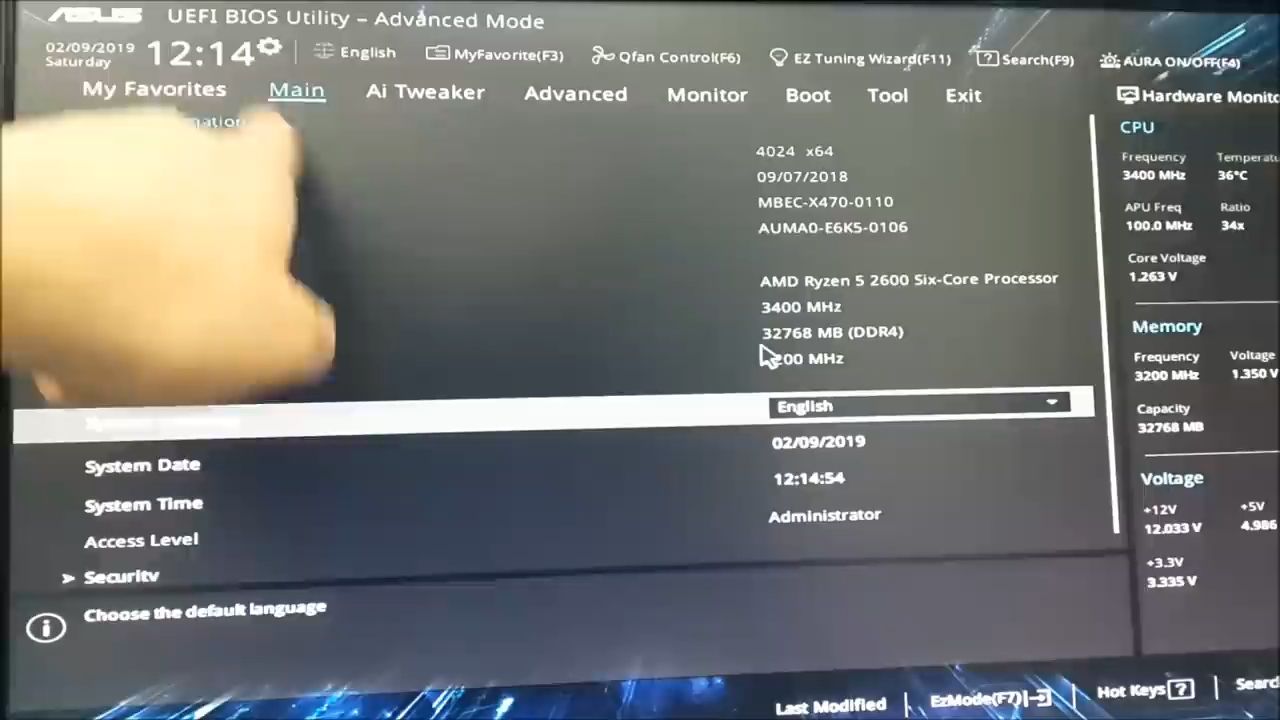 ASUS UEFI BIOS Utility – Advanced Mode
02/09/2019 12:14 English MyFavorite(F3) Qfan Control(F6) EZ Tuning Wizard(F11) Search(F9) AURA ON/OFF(F4)
Saturday
My Favorites Main Ai Tweaker Advanced Monitor Boot Tool Exit
4024 x64
09/07/2018
MBEC-X470-0110
AUMA0-E6K5-0106
AMD Ryzen 5 2600 Six-Core Processor
3400 MHz
32768 MB (DDR4)
MHz
English
System Date 02/09/2019
System Time 12:14:54
Access Level Administrator
> Security
Choose the default language
Hardware
CPU
Frequency
3400 MHz 36°C
APU Freq Ratio
100.0 MHz 34x
Core Voltage
1.263 V
Memory
Frequency Voltage
3200 MHz 1.350 V
Capacity
32768 MB
Voltage
+12V +5V
12.033 V 4.986
+3.3V
3.335 V
Last Modified EzMode(F7) Hot Keys ?